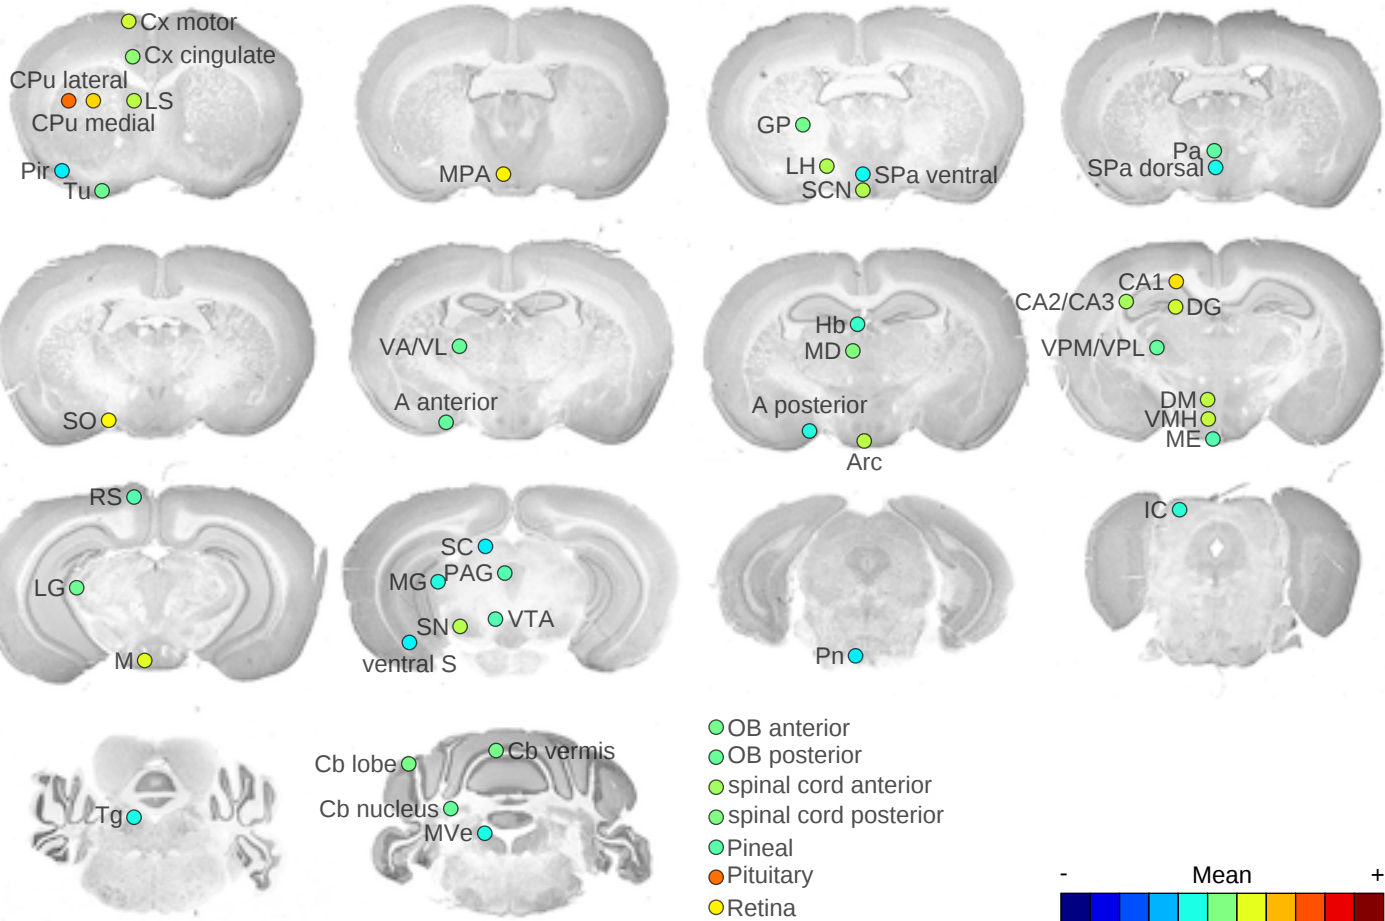 Cx motor
Cx cingulate
CPu lateral
LS
CPu medial
Pir
Tu
MPA
GP
LH
SPa ventral
SCN
Pa
SPa dorsal
SO
VA/VL
A anterior
Hb
MD
A posterior
Arc
CA1
CA2/CA3
DG
VPM/VPL
DM
VMH
ME
RS
LG
M
SC
MG
PAG
SN
VTA
ventral S
Pn
IC
Tg
Cb lobe
Cb vermis
Cb nucleus
MVe
OB anterior
OB posterior
spinal cord anterior
spinal cord posterior
Pineal
Pituitary
Retina
- Mean +